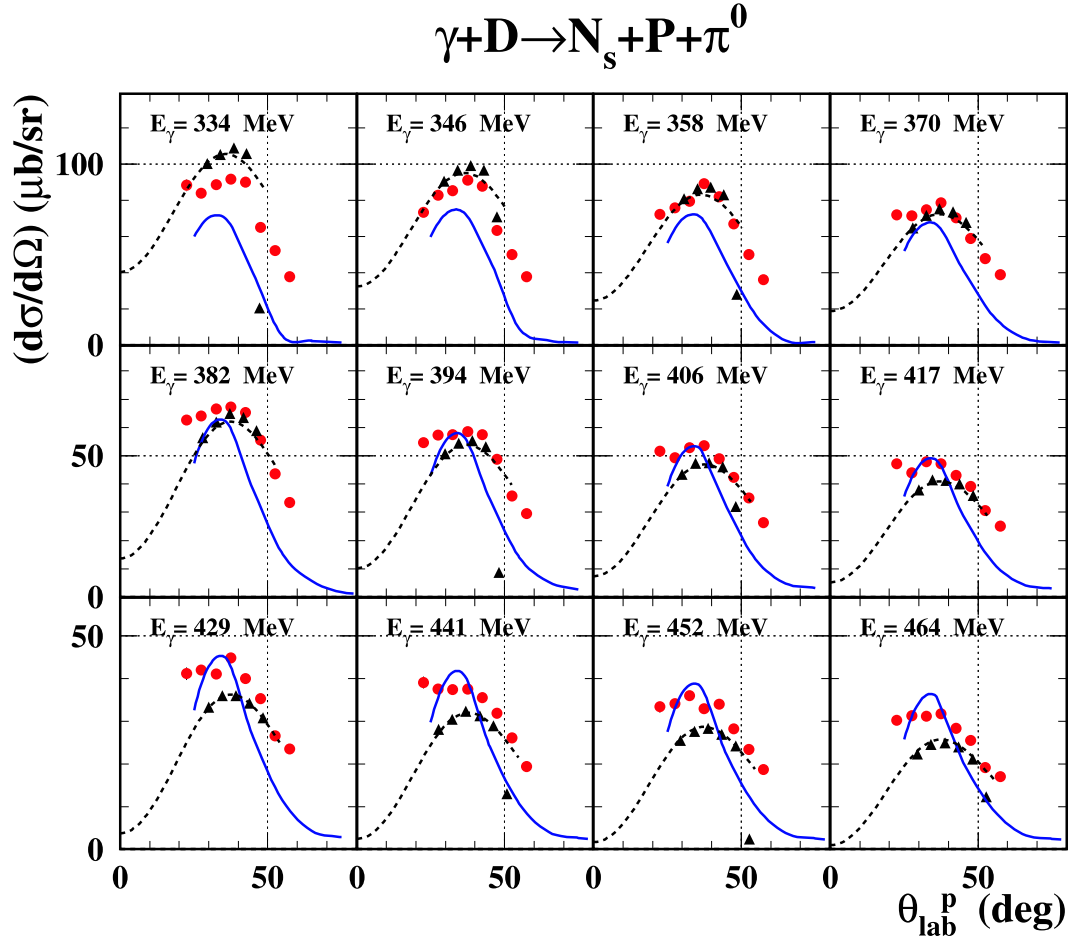 γ+D→Nₛ+P+π⁰
(dσ/dΩ) (μb/sr)
E_γ= 334 MeV
E_γ= 346 MeV
E_γ= 358 MeV
E_γ= 370 MeV
100
0
E_γ= 382 MeV
E_γ= 394 MeV
E_γ= 406 MeV
E_γ= 417 MeV
50
0
E_γ= 429 MeV
E_γ= 441 MeV
E_γ= 452 MeV
E_γ= 464 MeV
50
0
0 50 0 50 0 50 0 50
θ_lab^p (deg)